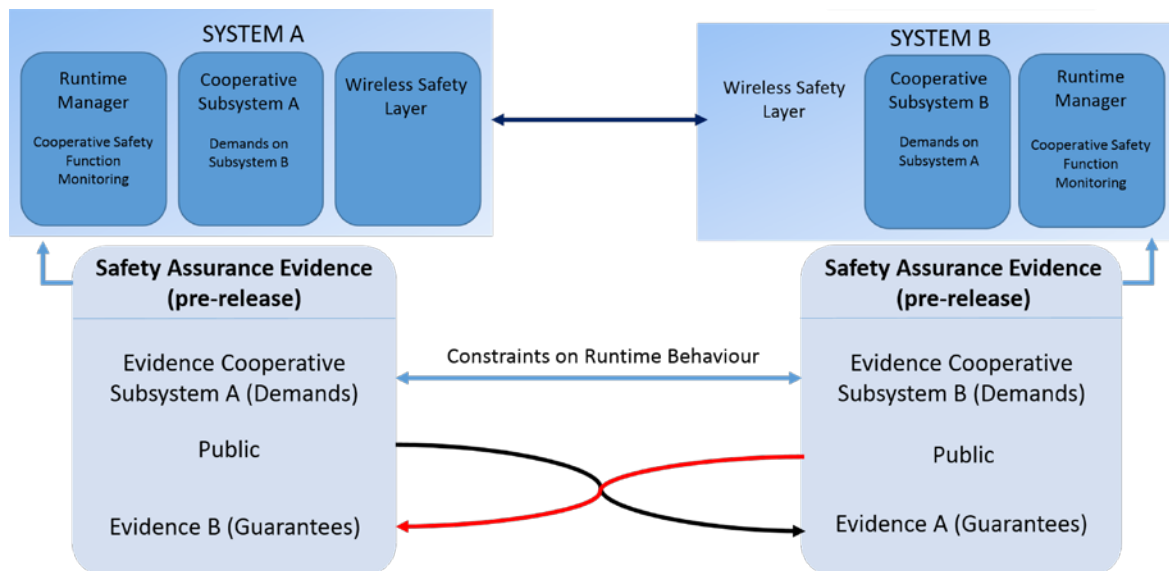 SYSTEM A
Runtime
Manager
Cooperative Safety
Function
Monitoring
Cooperative
Subsystem A
Demands on
Subsystem B
Wireless Safety
Layer
SYSTEM B
Wireless Safety
Layer
Cooperative
Subsystem B
Demands on
Subsystem A
Runtime
Manager
Cooperative Safety
Function
Monitoring
Safety Assurance Evidence
(pre-release)
Evidence Cooperative
Subsystem A (Demands)
Public
Evidence B (Guarantees)
Constraints on Runtime Behaviour
Safety Assurance Evidence
(pre-release)
Evidence Cooperative
Subsystem B (Demands)
Public
Evidence A (Guarantees)